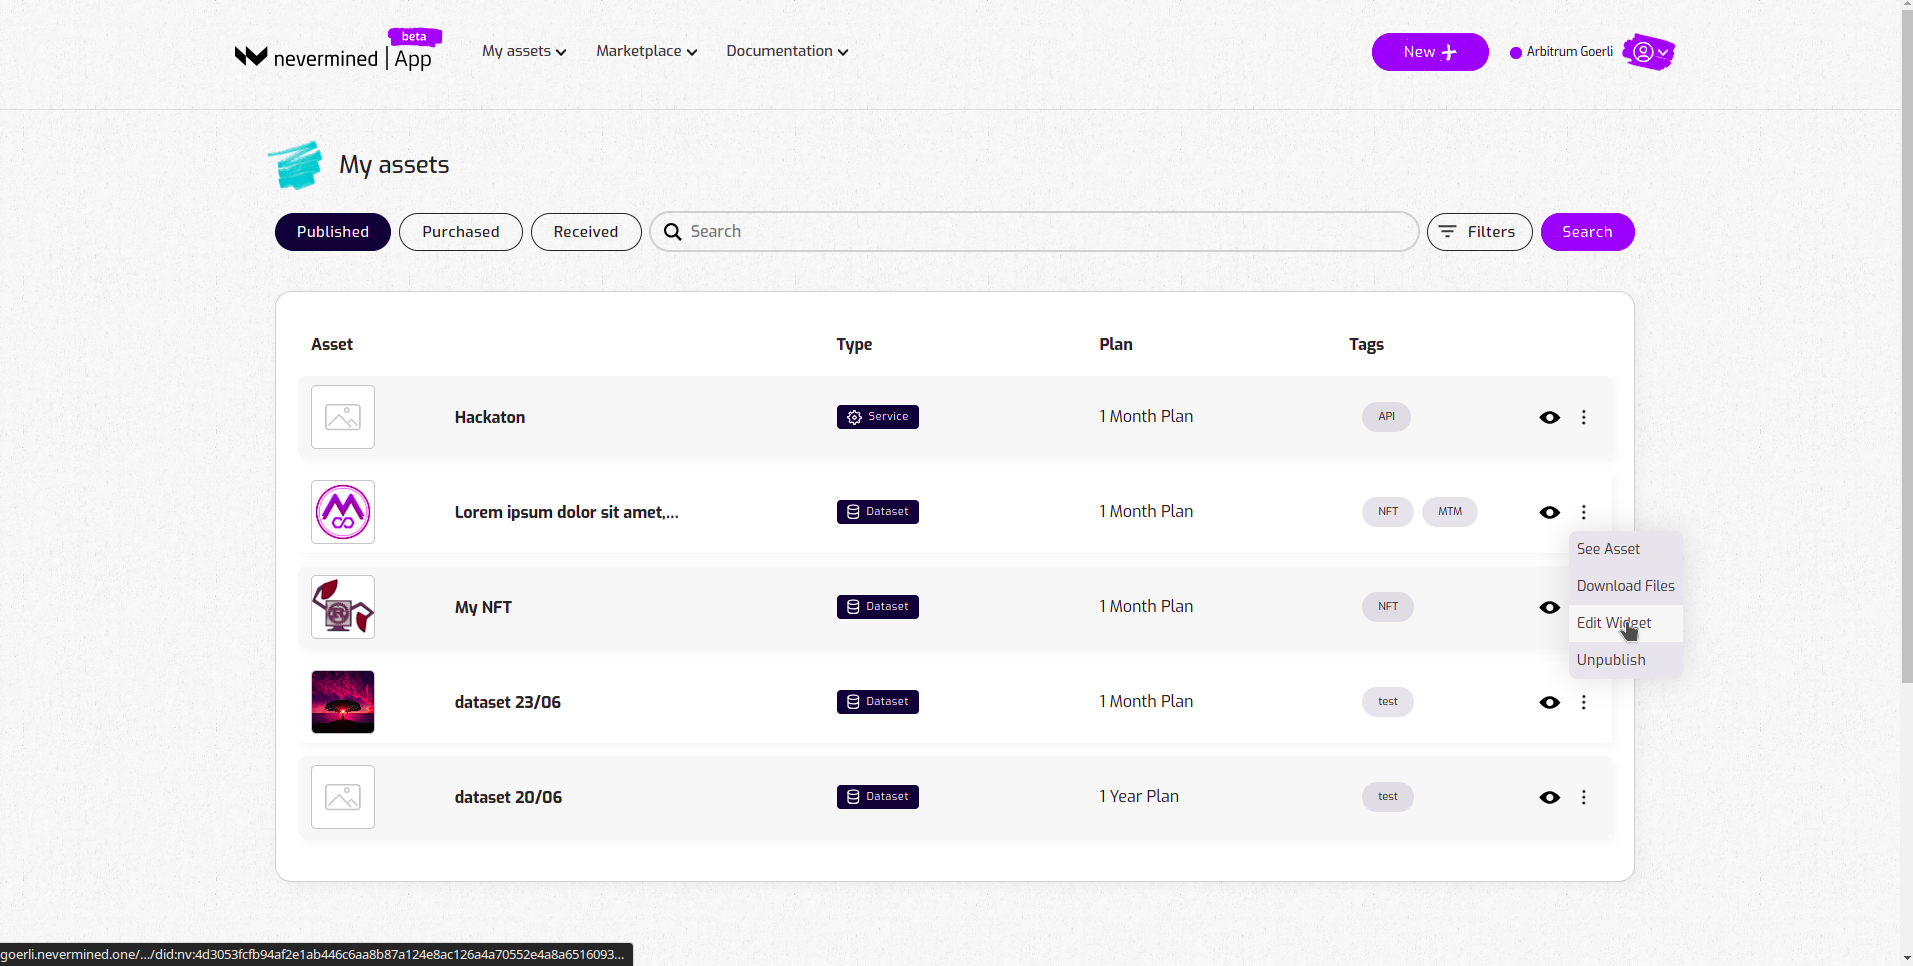 beta
nevermined | App
My assets
Marketplace
Documentation
New
Arbitrum Goerli
My assets
Published
Purchased
Received
Search
Filters
Search
Asset Type Plan Tags
Hackaton Service 1 Month Plan API
Lorem ipsum dolor sit amet,... Dataset 1 Month Plan NFT MTM
See Asset
Download Files
My NFT Dataset 1 Month Plan NFT
Edit Widget
Unpublish
dataset 23/06 Dataset 1 Month Plan test
dataset 20/06 Dataset 1 Year Plan test
goerli.nevermined.one/.../did:nv:4d3053fcfb94af2e1ab446c6aa8b87a124e8ac126a4a70552e4a8a6516093...